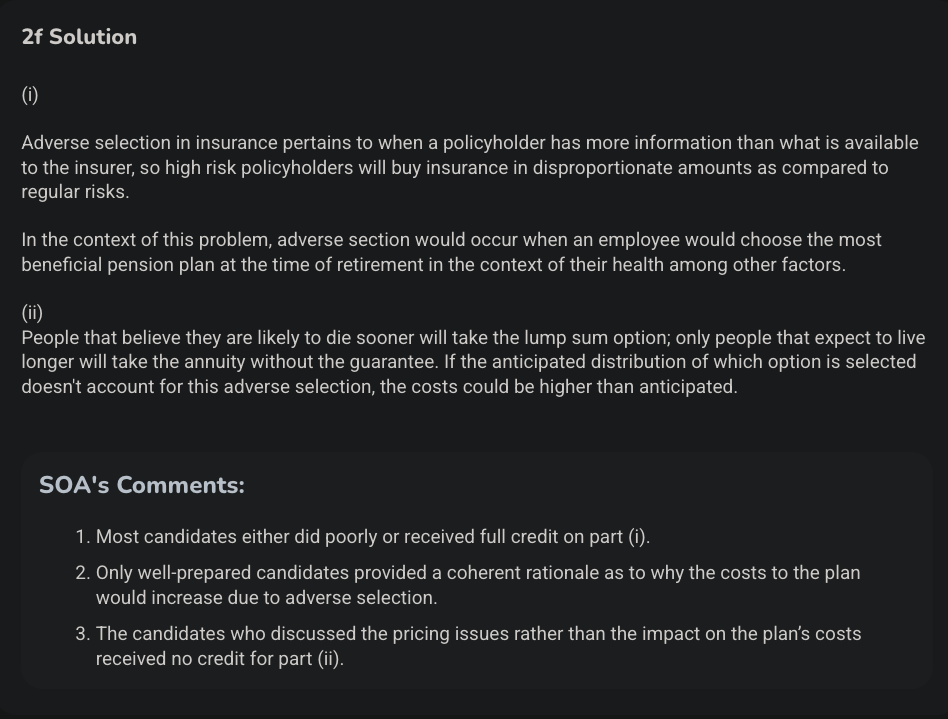 2f Solution
(i)
Adverse selection in insurance pertains to when a policyholder has more information than what is available
to the insurer, so high risk policyholders will buy insurance in disproportionate amounts as compared to
regular risks.
In the context of this problem, adverse section would occur when an employee would choose the most
beneficial pension plan at the time of retirement in the context of their health among other factors.
(ii)
People that believe they are likely to die sooner will take the lump sum option; only people that expect to live
longer will take the annuity without the guarantee. If the anticipated distribution of which option is selected
doesn't account for this adverse selection, the costs could be higher than anticipated.
SOA's Comments:
1. Most candidates either did poorly or received full credit on part (i).
2. Only well-prepared candidates provided a coherent rationale as to why the costs to the plan
would increase due to adverse selection.
3. The candidates who discussed the pricing issues rather than the impact on the plan’s costs
received no credit for part (ii).